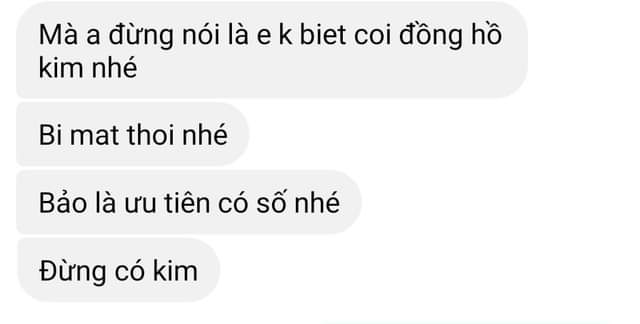 Mà a đừng nói là e k biet coi đồng hồ
kim nhé
Bi mat thoi nhé
Bảo là ưu tiên có số nhé
Đừng có kim